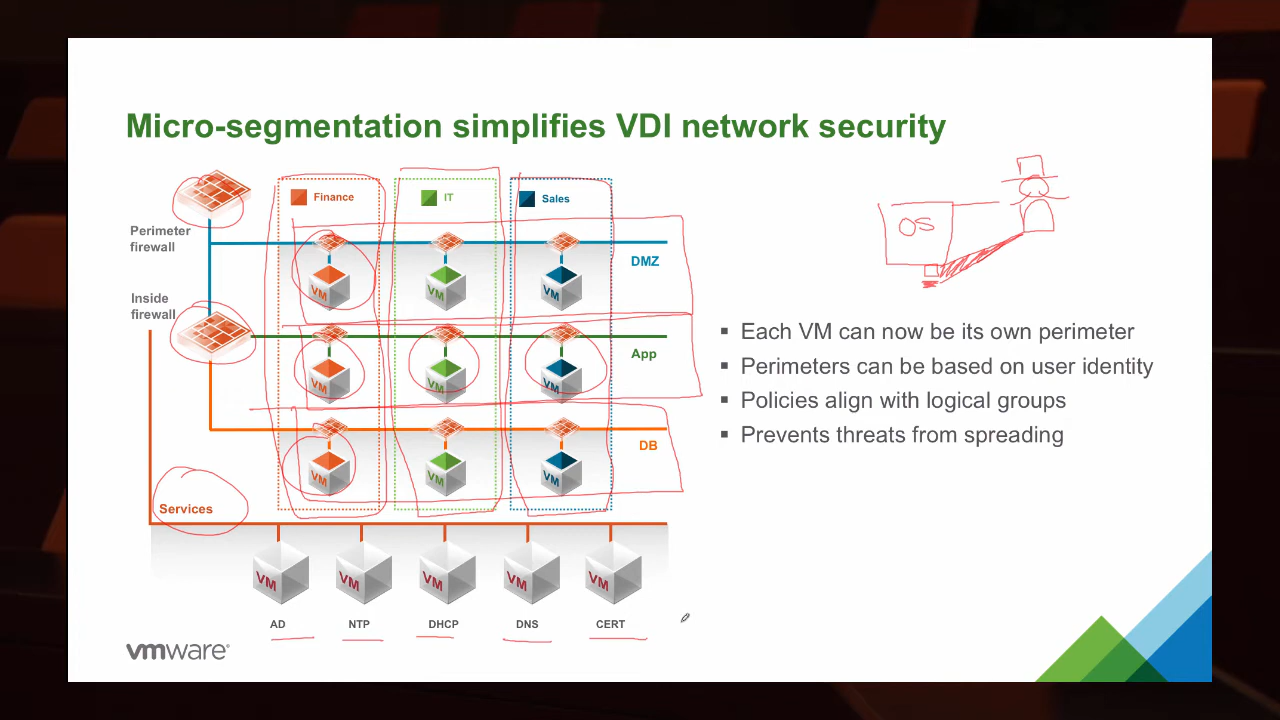 Micro-segmentation simplifies VDI network security
Finance
IT
Sales
Perimeter
firewall
DMZ
VM
VM
VM
Inside
firewall
App
VM
VM
VM
DB
VM
VM
VM
Services
VM
VM
VM
VM
VM
AD
NTP
DHCP
DNS
CERT
OS
Each VM can now be its own perimeter
Perimeters can be based on user identity
Policies align with logical groups
Prevents threats from spreading
vmware®